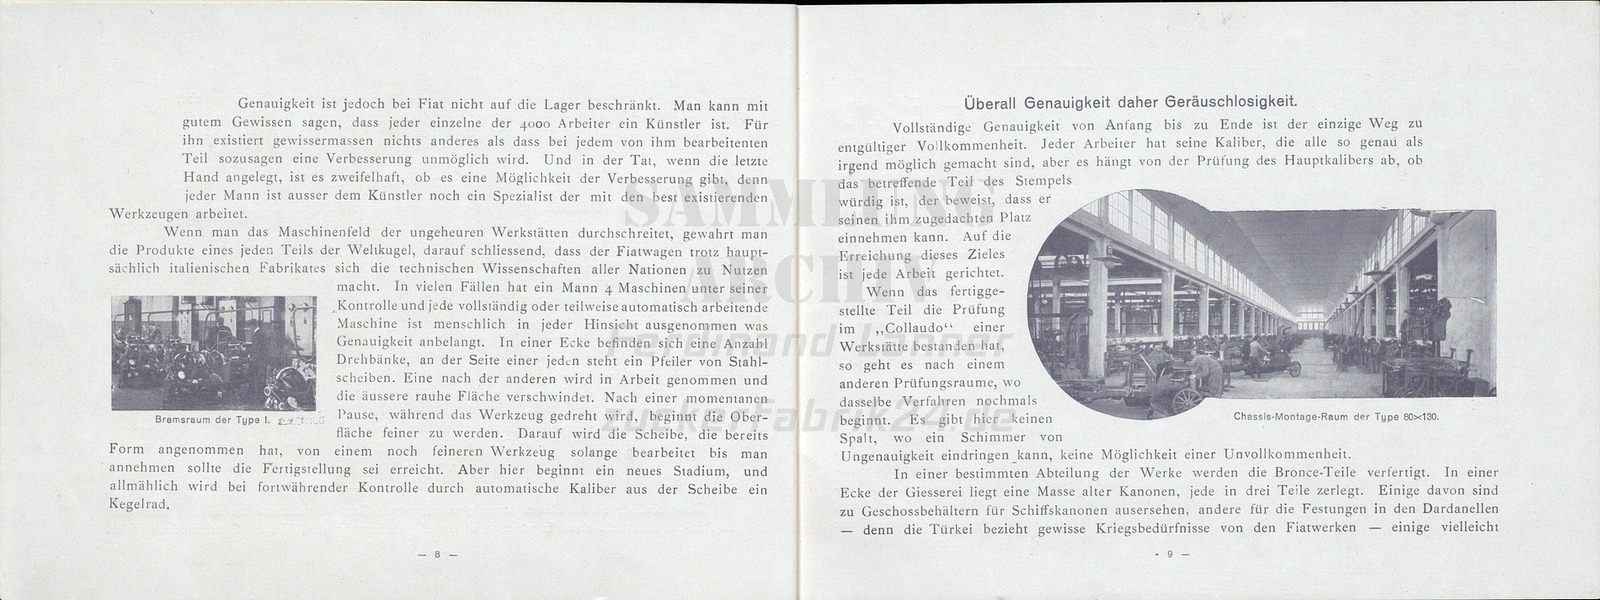 Genauigkeit ist jedoch bei Fiat nicht auf die Lager beschränkt. Man kann mit
gutem Gewissen sagen, dass jeder einzelne der 4000 Arbeiter ein Künstler ist. Für
ihn existiert gewissermassen nichts anderes als dass bei jedem von ihm bearbeiteten
Teil sozusagen eine Verbesserung unmöglich wird. Und in der Tat, wenn die letzte
Hand angelegt, ist es zweifelhaft, ob es eine Möglichkeit der Verbesserung gibt, denn
jeder Mann ist ausser dem Künstler noch ein Spezialist der mit den best existierenden
Werkzeugen arbeitet.
Wenn man das Maschinenfeld der ungeheuren Werkstätten durchschreitet, gewahrt man
die Produkte eines jeden Teils der Weltkugel, darauf schliessend, dass der Fiatwagen trotz haupt-
sächlich italienischen Fabrikates sich die technischen Wissenschaften aller Nationen zu Nutzen
macht. In vielen Fällen hat ein Mann 4 Maschinen unter seiner
Kontrolle und jede vollständig oder teilweise automatisch arbeitende
Maschine ist menschlich in jeder Hinsicht ausgenommen was
Genauigkeit anbelangt. In einer Ecke befinden sich eine Anzahl
Drehbänke, an der Seite einer jeden steht ein Pfeiler von Stahl-
scheiben. Eine nach der anderen wird in Arbeit genommen und
die äussere rauhe Fläche verschwindet. Nach einer momentanen
Pause, während das Werkzeug gedreht wird, beginnt die Ober-
fläche feiner zu werden. Darauf wird die Scheibe, die bereits
Form angenommen hat, von einem noch feineren Werkzeug solange bearbeitet bis man
annehmen sollte die Fertigstellung sei erreicht. Aber hier beginnt ein neues Stadium, und
allmählich wird bei fortwährender Kontrolle durch automatische Kaliber aus der Scheibe ein
Kegelrad.
Bremsraum der Type I.
— 8 —
Überall Genauigkeit daher Geräuschlosigkeit.
Vollständige Genauigkeit von Anfang bis zu Ende ist der einzige Weg zu
entgültiger Vollkommenheit. Jeder Arbeiter hat seine Kaliber, die alle so genau als
irgend möglich gemacht sind, aber es hängt von der Prüfung des Hauptkalibers ab, ob
das betreffende Teil des Stempels
würdig ist, der beweist, dass er
seinen ihm zugedachten Platz
einnehmen kann. Auf die
Erreichung dieses Zieles
ist jede Arbeit gerichtet.
Wenn das fertigge-
stellte Teil die Prüfung
im „Collaudo“ einer
Werkstätte bestanden hat,
so geht es nach einem
anderen Prüfungsraume, wo
dasselbe Verfahren nochmals
beginnt. Es gibt hier keinen
Spalt, wo ein Schimmer von
Ungenauigkeit eindringen kann, keine Möglichkeit einer Unvollkommenheit.
Chassis-Montage-Raum der Type 80×130.
In einer bestimmten Abteilung der Werke werden die Bronce-Teile verfertigt. In einer
Ecke der Giesserei liegt eine Masse alter Kanonen, jede in drei Teile zerlegt. Einige davon sind
zu Geschossbehältern für Schiffskanonen ausersehen, andere für die Festungen in den Dardanellen
— denn die Türkei bezieht gewisse Kriegsbedürfnisse von den Fiatwerken — einige vielleicht
- 9 —
SAMMLUNG
ARCHIV
Ferdinand Lanner
zuckerfabrik24.de